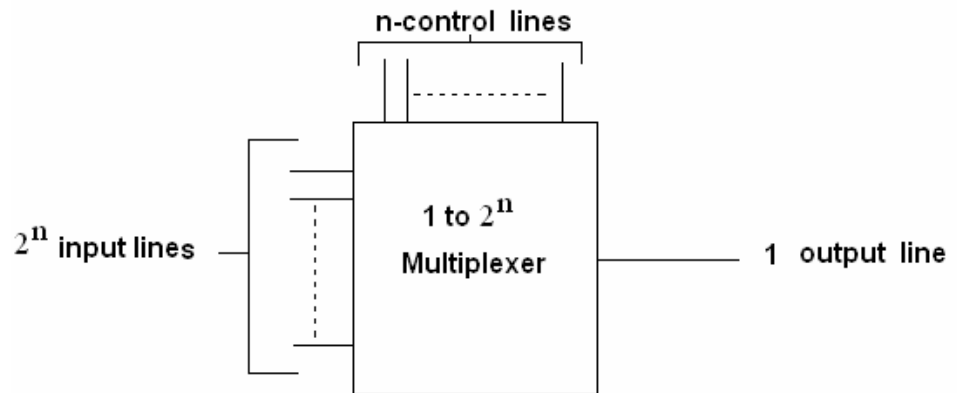 n-control lines
2ⁿ input lines
1 to 2ⁿ
Multiplexer
1 output line